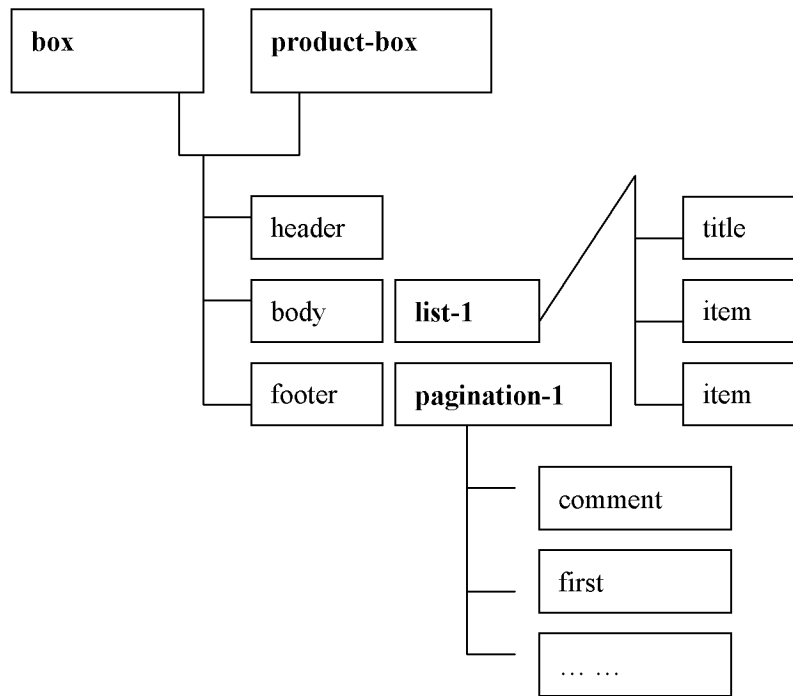 box
product-box
header
title
body
list-1
item
footer
pagination-1
item
comment
first
… …